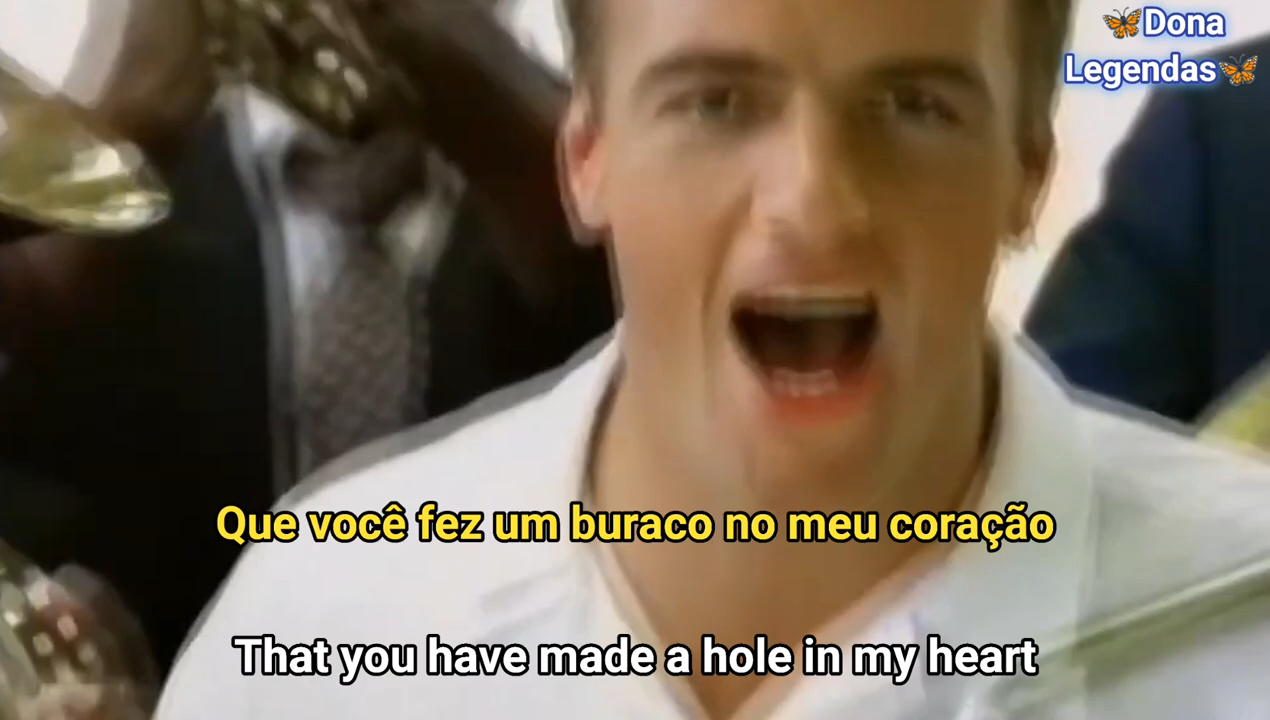 🦋Dona
Legendas🦋
Que você fez um buraco no meu coração
That you have made a hole in my heart